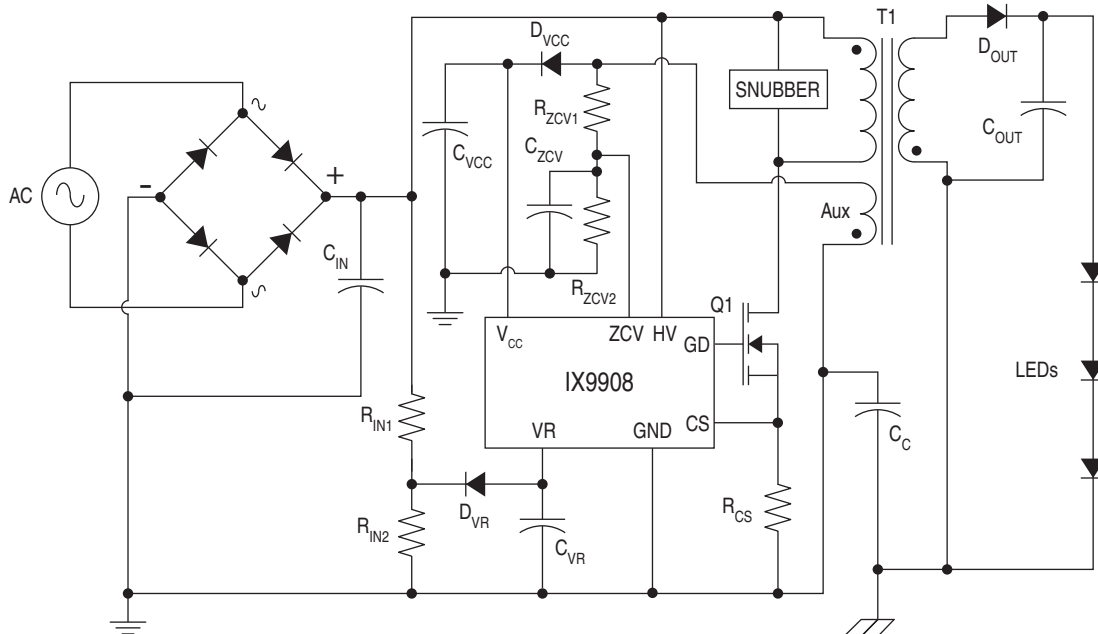 T1
D_VCC
D_OUT
SNUBBER
R_ZCV1
C_OUT
C_VCC
C_ZCV
-
+
AC
Aux
C_IN
R_ZCV2
Q1
V_CC
ZCV
HV
GD
IX9908
LEDs
R_IN1
VR
GND
CS
C_C
D_VR
R_CS
R_IN2
C_VR